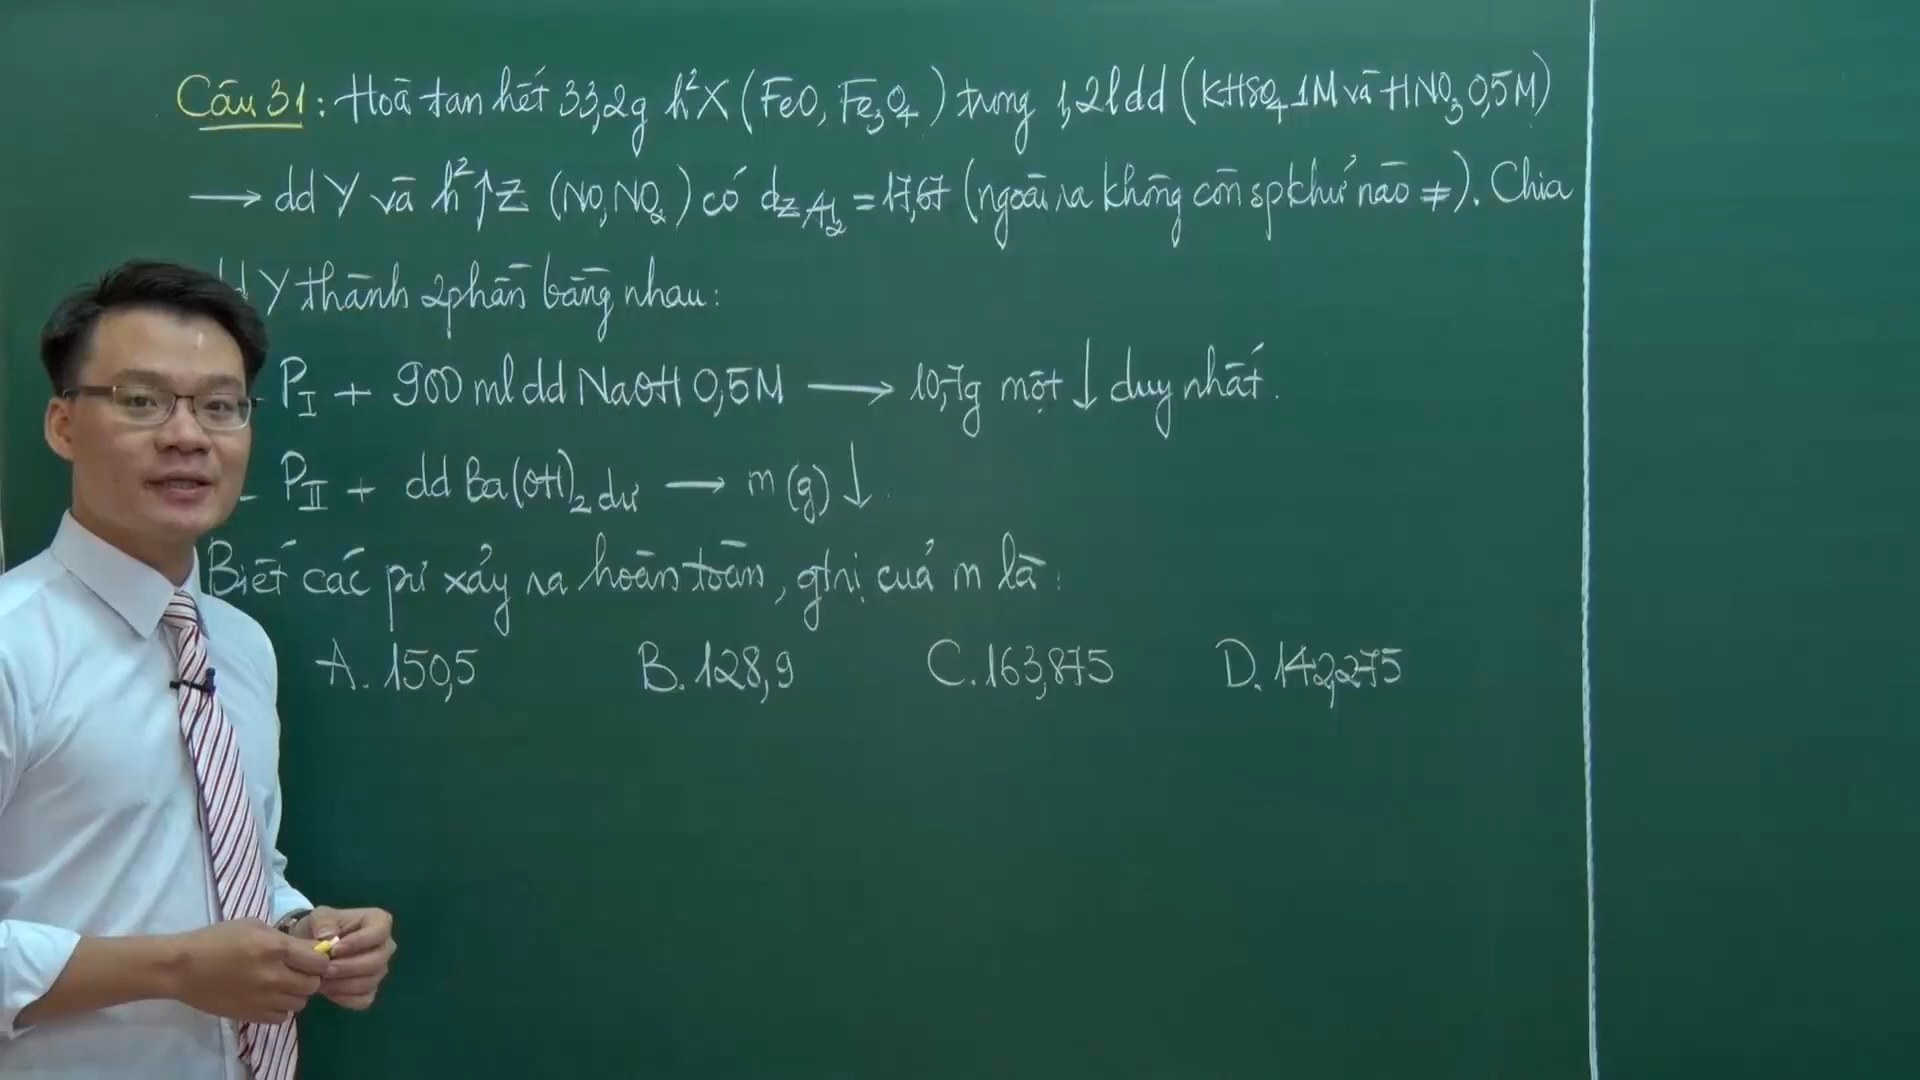 Câu 31: Hoà tan hết 33,2g h²X (FeO, Fe₃O₄) trong 1,2l dd (KHSO₄ 1M và HNO₃ 0,5M)
→ dd Y và h²↑Z (NO, NO₂) có dZ/H₂ = 17,67 (ngoài ra không còn sp khử nào ≠). Chia
dd Y thành 2 phần bằng nhau:
- PI + 900 ml dd NaOH 0,5M → 10,7g một ↓ duy nhất.
- PII + dd Ba(OH)₂ dư → m (g) ↓.
Biết các pư xảy ra hoàn toàn, gtrị của m là:
A. 150,5 B. 128,9 C. 163,875 D. 142,275